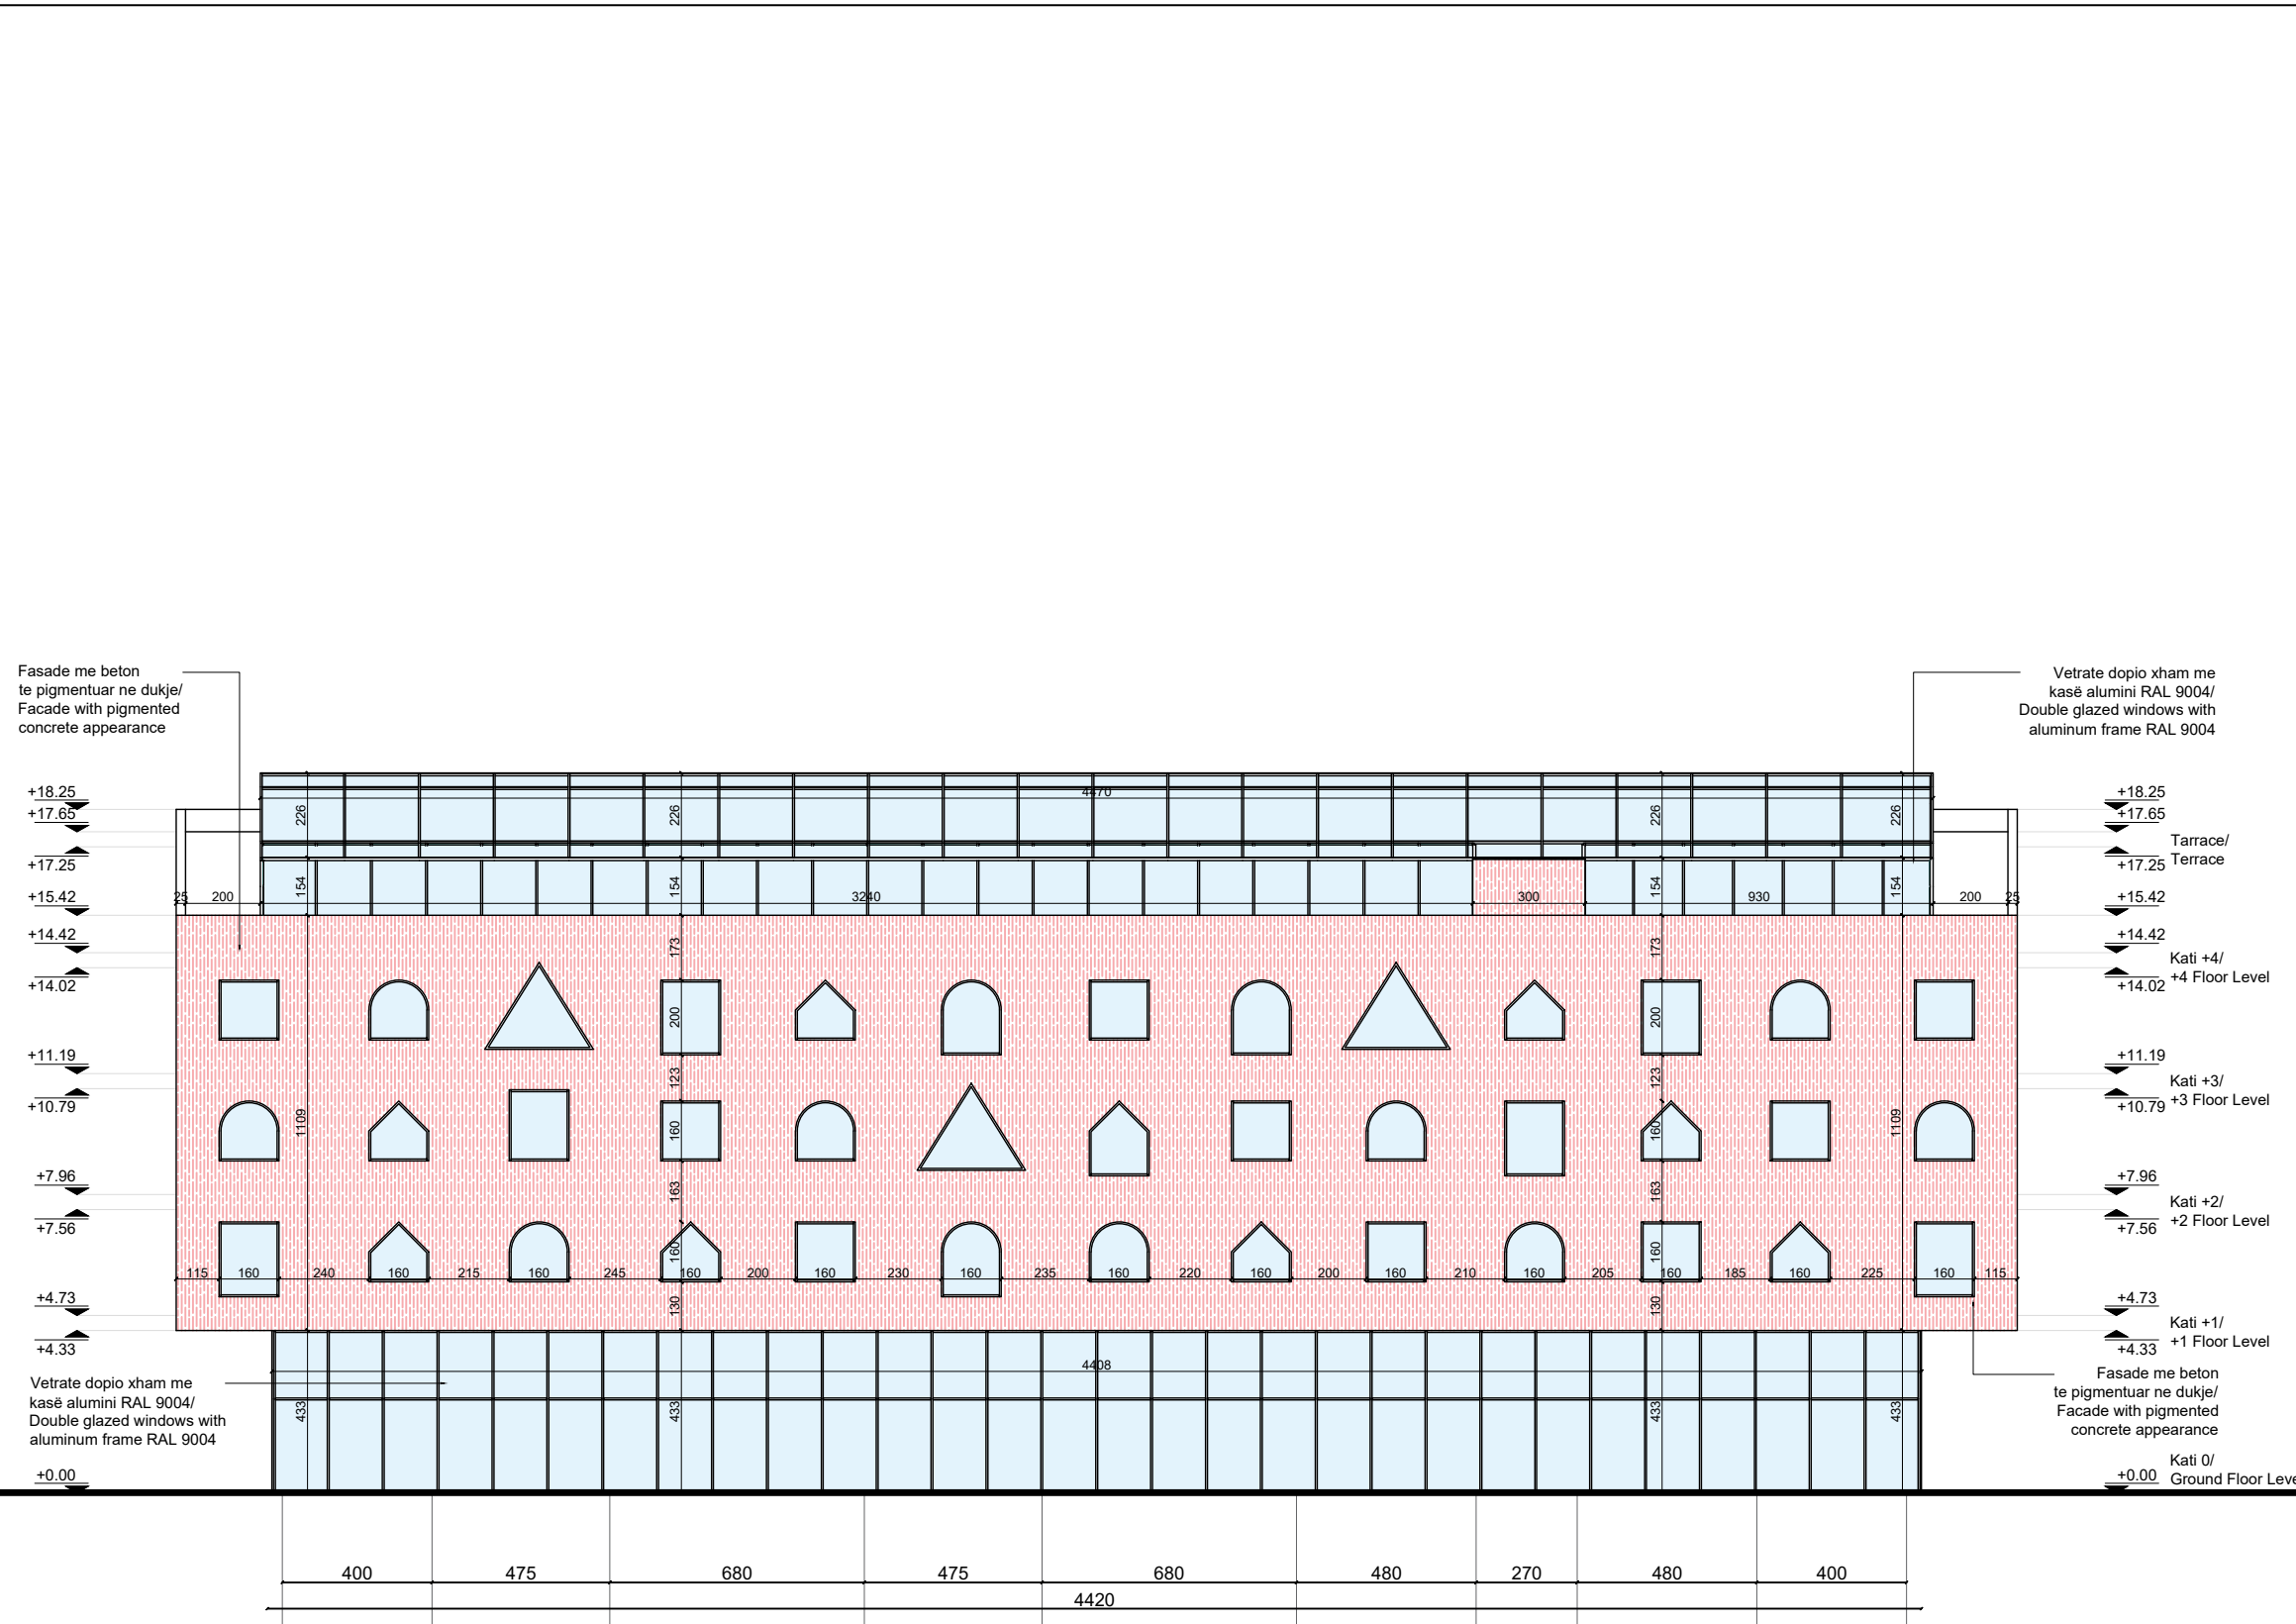 Fasade me beton
te pigmentuar ne dukje/
Facade with pigmented
concrete appearance
Vetrate dopio xham me
kasë alumini RAL 9004/
Double glazed windows with
aluminum frame RAL 9004
+18.25
+17.65
+17.25
+15.42
+14.42
+14.02
+11.19
+10.79
+7.96
+7.56
+4.73
+4.33
Vetrate dopio xham me
kasë alumini RAL 9004/
Double glazed windows with
aluminum frame RAL 9004
+0.00
4470
226 226 226 226
154 154 154 154
25 200 3240 300 930 200 25
173 173
200 200
123 123
1109 160 160 1109
163 163
160 160
115 160 240 160 215 160 245 160 200 160 230 160 235 160 220 160 200 160 210 160 205 160 185 160 225 160 115
130 130
4408
433 433 433 433
+18.25
+17.65
Tarrace/
Terrace
+17.25
+15.42
+14.42
Kati +4/
+4 Floor Level
+14.02
+11.19
Kati +3/
+3 Floor Level
+10.79
+7.96
Kati +2/
+2 Floor Level
+7.56
+4.73
Kati +1/
+1 Floor Level
+4.33
Fasade me beton
te pigmentuar ne dukje/
Facade with pigmented
concrete appearance
Kati 0/
+0.00
Ground Floor Leve
400 475 680 475 680 480 270 480 400
4420